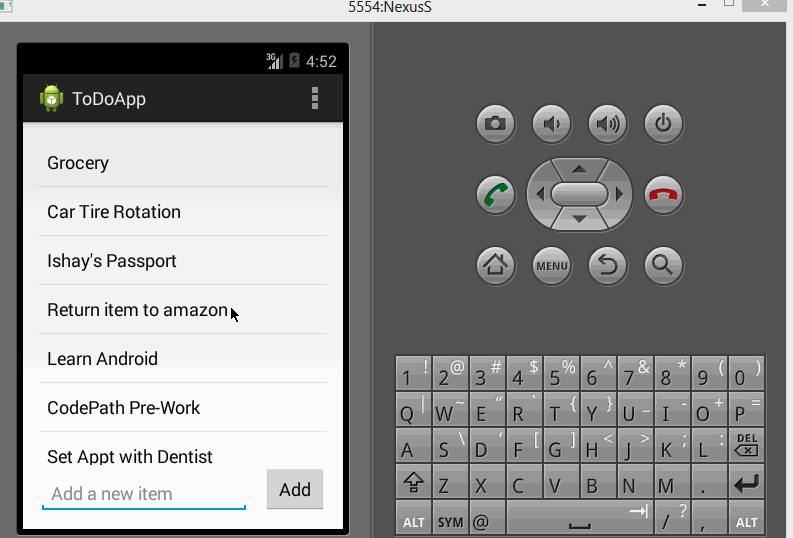 5554:NexusS
3G 4:52
ToDoApp
Grocery
Car Tire Rotation
Ishay's Passport
Return item to amazon
Learn Android
CodePath Pre-Work
Set Appt with Dentist
Add a new item Add
MENU
1 ! 2 @ 3 # 4 $ 5 % 6 ^ 7 & 8 * 9 ( 0 )
Q | W ~ E “ R ` T { Y } U _ I - O + P =
A S \ D ‘ F [ G ] H < J > K ; L : DEL
Z X C V B N M .
ALT SYM @ / ? , ALT